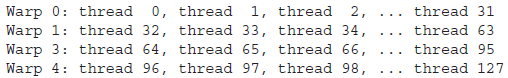 Warp 0: thread  0, thread  1, thread  2, ... thread 31
Warp 1: thread 32, thread 33, thread 34, ... thread 63
Warp 3: thread 64, thread 65, thread 66, ... thread 95
Warp 4: thread 96, thread 97, thread 98, ... thread 127